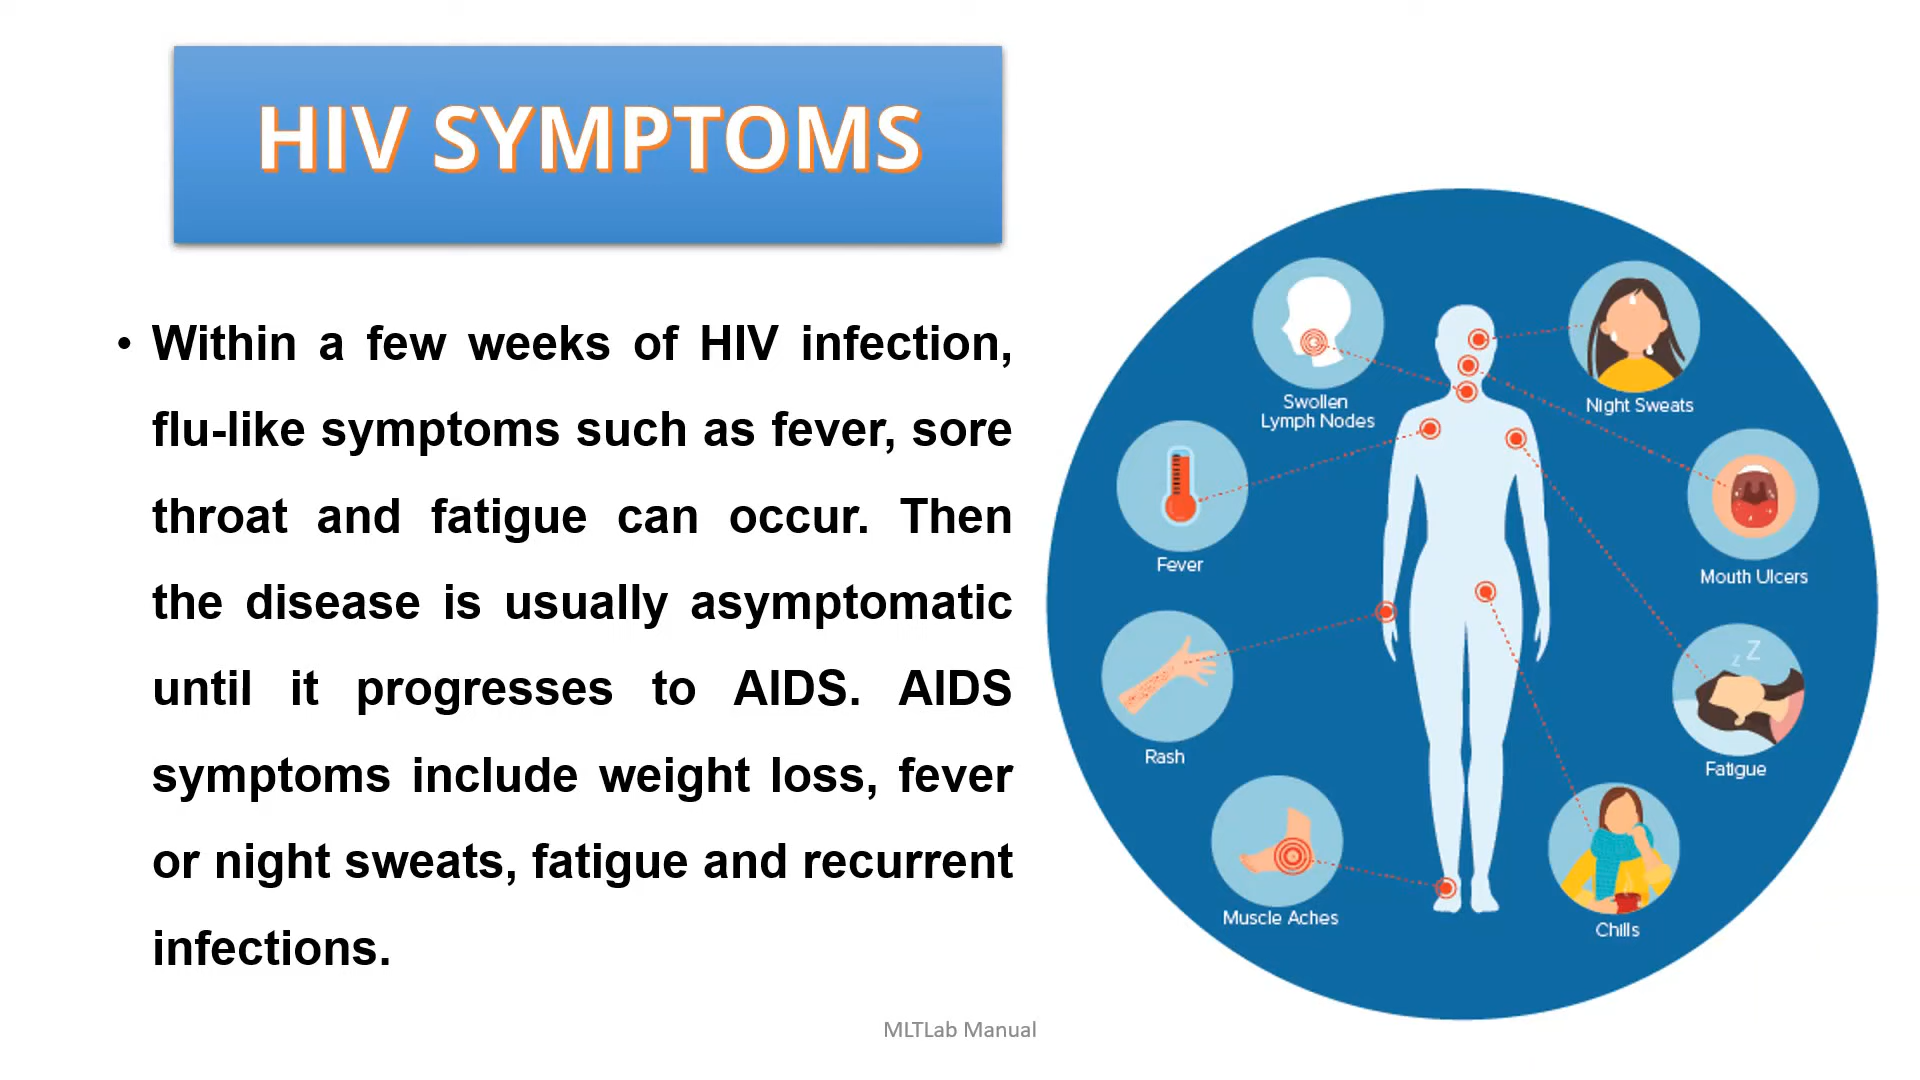 HIV SYMPTOMS
• Within a few weeks of HIV infection,
flu-like symptoms such as fever, sore
throat and fatigue can occur. Then
the disease is usually asymptomatic
until it progresses to AIDS. AIDS
symptoms include weight loss, fever
or night sweats, fatigue and recurrent
infections.
Swollen
Lymph Nodes
Night Sweats
Fever
Mouth Ulcers
Rash
z Z
Fatigue
Muscle Aches
Chills
MLTLab Manual